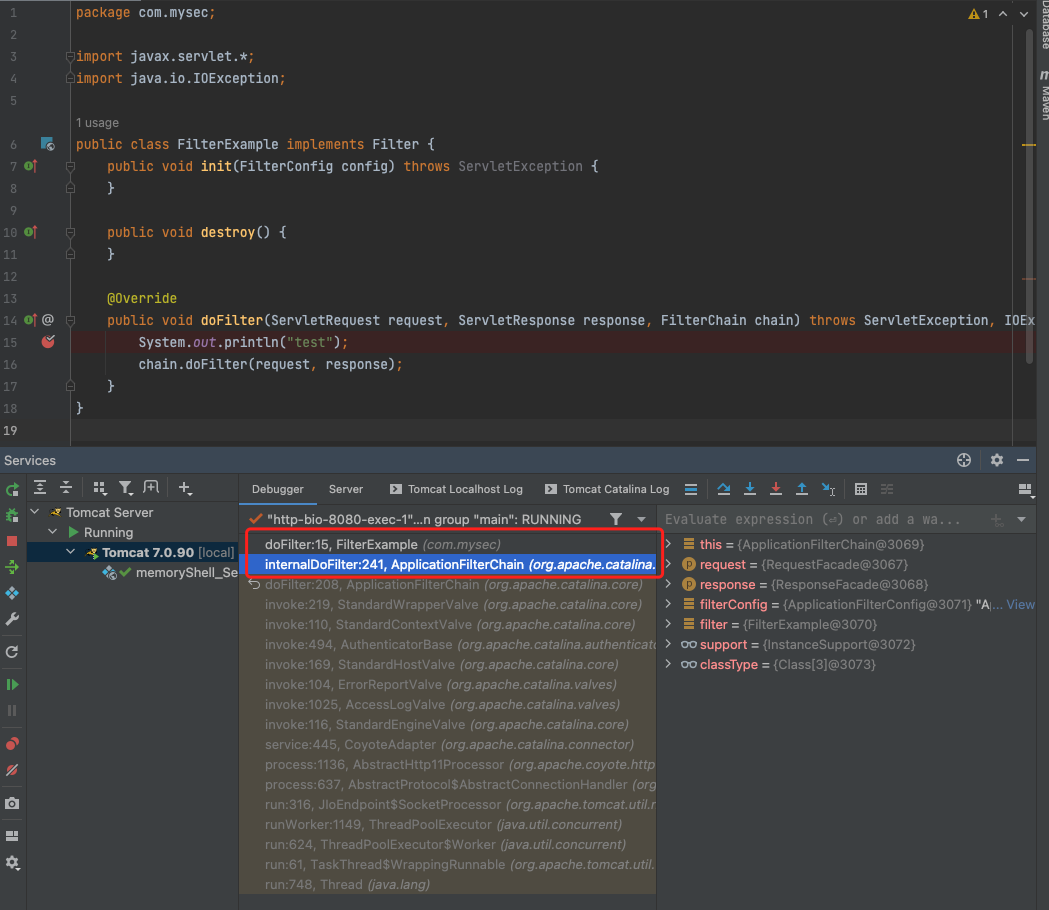 1 package com.mysec;
1
2
3 import javax.servlet.*;
4 import java.io.IOException;
5
1 usage
6 public class FilterExample implements Filter {
7 public void init(FilterConfig config) throws ServletException {
8 }
9
10 public void destroy() {
11 }
12
13 @Override
14 @ public void doFilter(ServletRequest request, ServletResponse response, FilterChain chain) throws ServletException, IOEx
15 System.out.println("test");
16 chain.doFilter(request, response);
17 }
18 }
19
Database
m Maven
Services
Tomcat Server
Running
Tomcat 7.0.90 [local]
memoryShell_Se
Debugger Server Tomcat Localhost Log Tomcat Catalina Log
"http-bio-8080-exec-1"...n group "main": RUNNING
doFilter:15, FilterExample (com.mysec)
internalDoFilter:241, ApplicationFilterChain (org.apache.catalina.
doFilter:208, ApplicationFilterChain (org.apache.catalina.core)
invoke:219, StandardWrapperValve (org.apache.catalina.core)
invoke:110, StandardContextValve (org.apache.catalina.core)
invoke:494, AuthenticatorBase (org.apache.catalina.authenticato
invoke:169, StandardHostValve (org.apache.catalina.core)
invoke:104, ErrorReportValve (org.apache.catalina.valves)
invoke:1025, AccessLogValve (org.apache.catalina.valves)
invoke:116, StandardEngineValve (org.apache.catalina.core)
service:445, CoyoteAdapter (org.apache.catalina.connector)
process:1136, AbstractHttp11Processor (org.apache.coyote.http
process:637, AbstractProtocol$AbstractConnectionHandler (org
run:316, JIoEndpoint$SocketProcessor (org.apache.tomcat.util.n
runWorker:1149, ThreadPoolExecutor (java.util.concurrent)
run:624, ThreadPoolExecutor$Worker (java.util.concurrent)
run:61, TaskThread$WrappingRunnable (org.apache.tomcat.util.
run:748, Thread (java.lang)
Evaluate expression (⏎) or add a wa...
this = {ApplicationFilterChain@3069}
request = {RequestFacade@3067}
response = {ResponseFacade@3068}
filterConfig = {ApplicationFilterConfig@3071} "A... View
filter = {FilterExample@3070}
support = {InstanceSupport@3072}
classType = {Class[3]@3073}